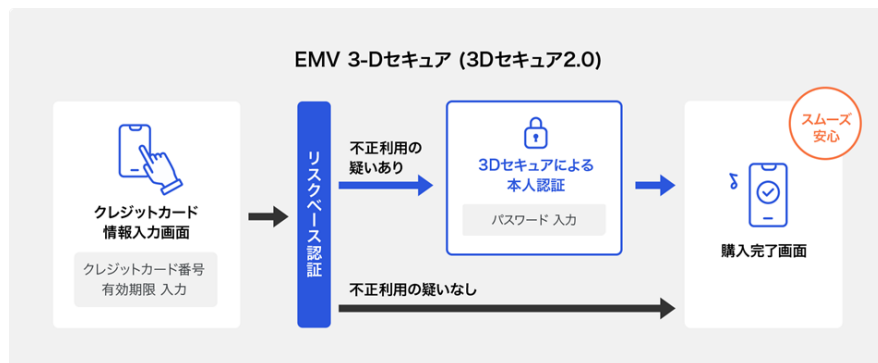 EMV 3-Dセキュア (3Dセキュア2.0)
クレジットカード
情報入力画面
クレジットカード番号
有効期限 入力
リスクベース認証
不正利用の
疑いあり
3Dセキュアによる
本人認証
パスワード 入力
不正利用の疑いなし
スムーズ
安心
購入完了画面